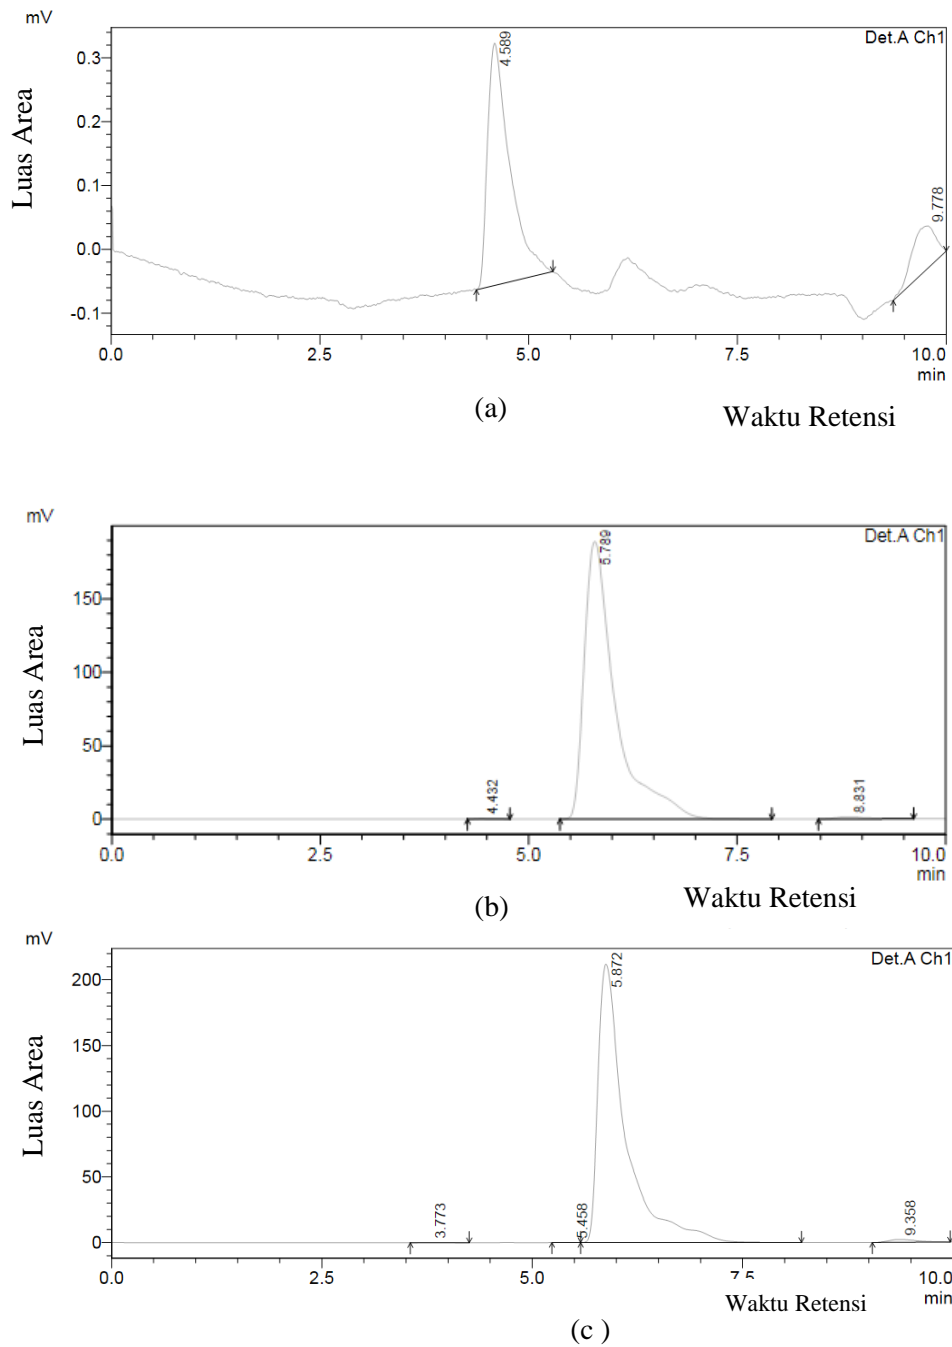 mV
Det.A Ch1
Luas Area
0.3
0.2
0.1
0.0
-0.1
4.589
9.778
0.0 2.5 5.0 7.5 10.0
min
(a)
Waktu Retensi
mV
Det.A Ch1
Luas Area
150
100
50
0
4.432
5.789
8.831
0.0 2.5 5.0 7.5 10.0
min
(b)
Waktu Retensi
mV
Det.A Ch1
Luas Area
200
150
100
50
0
3.773
5.458
5.872
9.358
0.0 2.5 5.0 7.5 10.0
min
Waktu Retensi
(c )